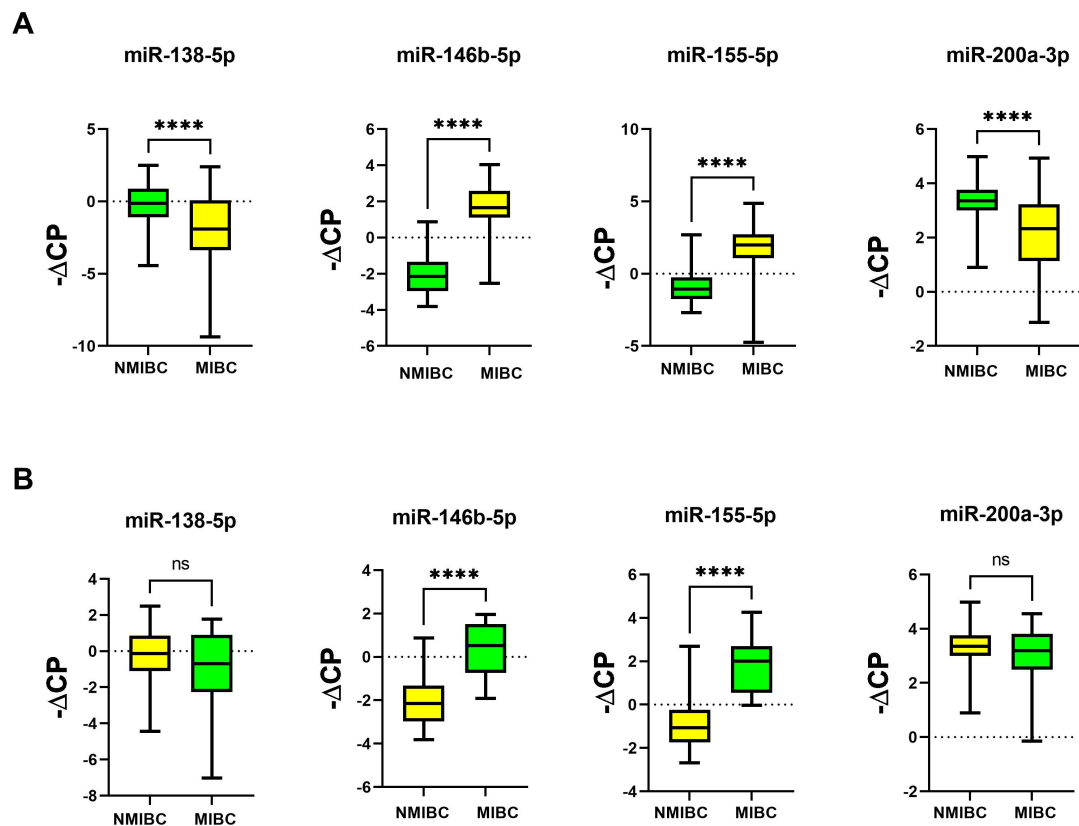 A
miR-138-5p
miR-146b-5p
miR-155-5p
miR-200a-3p
****
****
****
****
5
0
-5
-10
-ΔCP
NMIBC MIBC
6
4
2
0
-2
-4
-6
-ΔCP
NMIBC MIBC
10
5
0
-5
-ΔCP
NMIBC MIBC
6
4
2
0
-2
-ΔCP
NMIBC MIBC
B
miR-138-5p
miR-146b-5p
miR-155-5p
miR-200a-3p
ns
****
****
ns
4
2
0
-2
-4
-6
-8
-ΔCP
NMIBC MIBC
4
2
0
-2
-4
-6
-ΔCP
NMIBC MIBC
6
4
2
0
-2
-4
-ΔCP
NMIBC MIBC
6
4
2
0
-2
-ΔCP
NMIBC MIBC